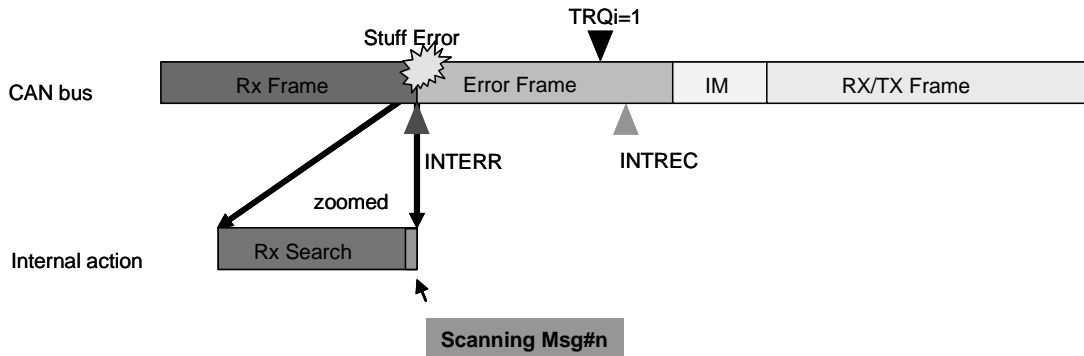 TRQi=1
Stuff Error
CAN bus
Rx Frame
Error Frame
IM
RX/TX Frame
INTERR
INTREC
zoomed
Internal action
Rx Search
Scanning Msg#n